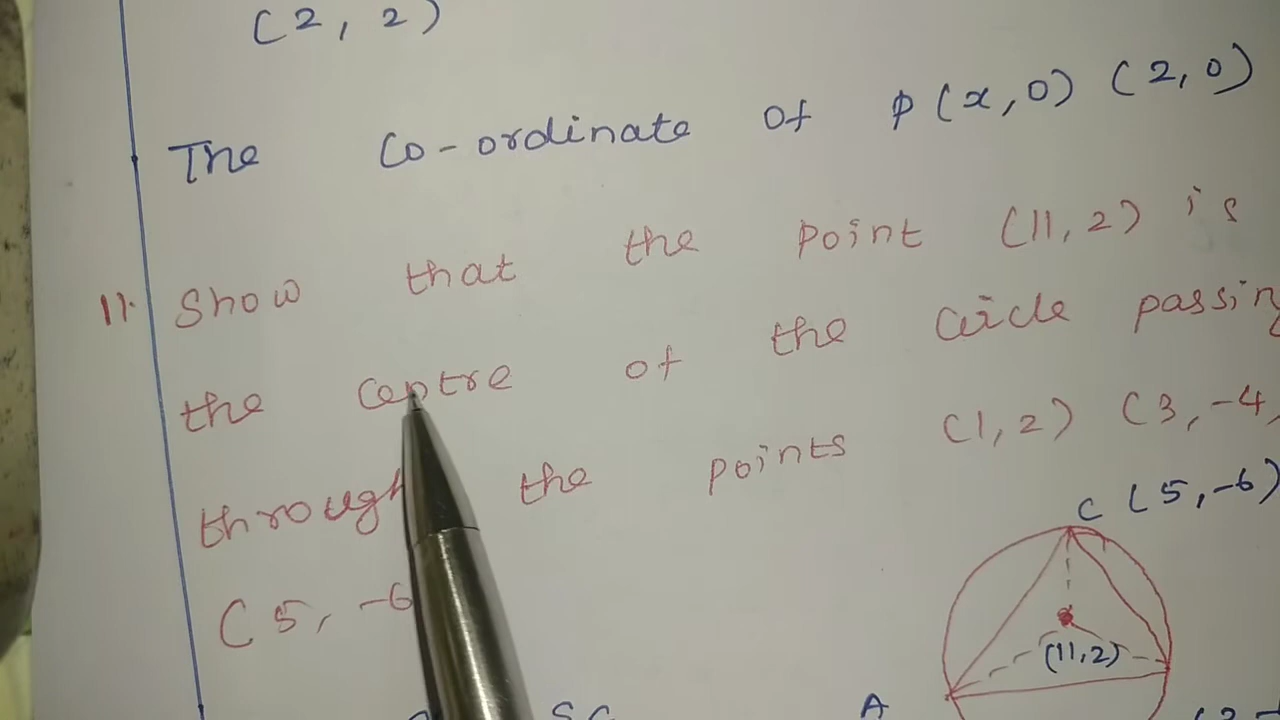 (2, 2)
The Co-ordinate of P(x,0) (2,0)
11. Show that the point (11,2) is
the centre of the circle passing
through the points (1,2) (3,-4,
(5,-6
C (5,-6)
(11,2)
A